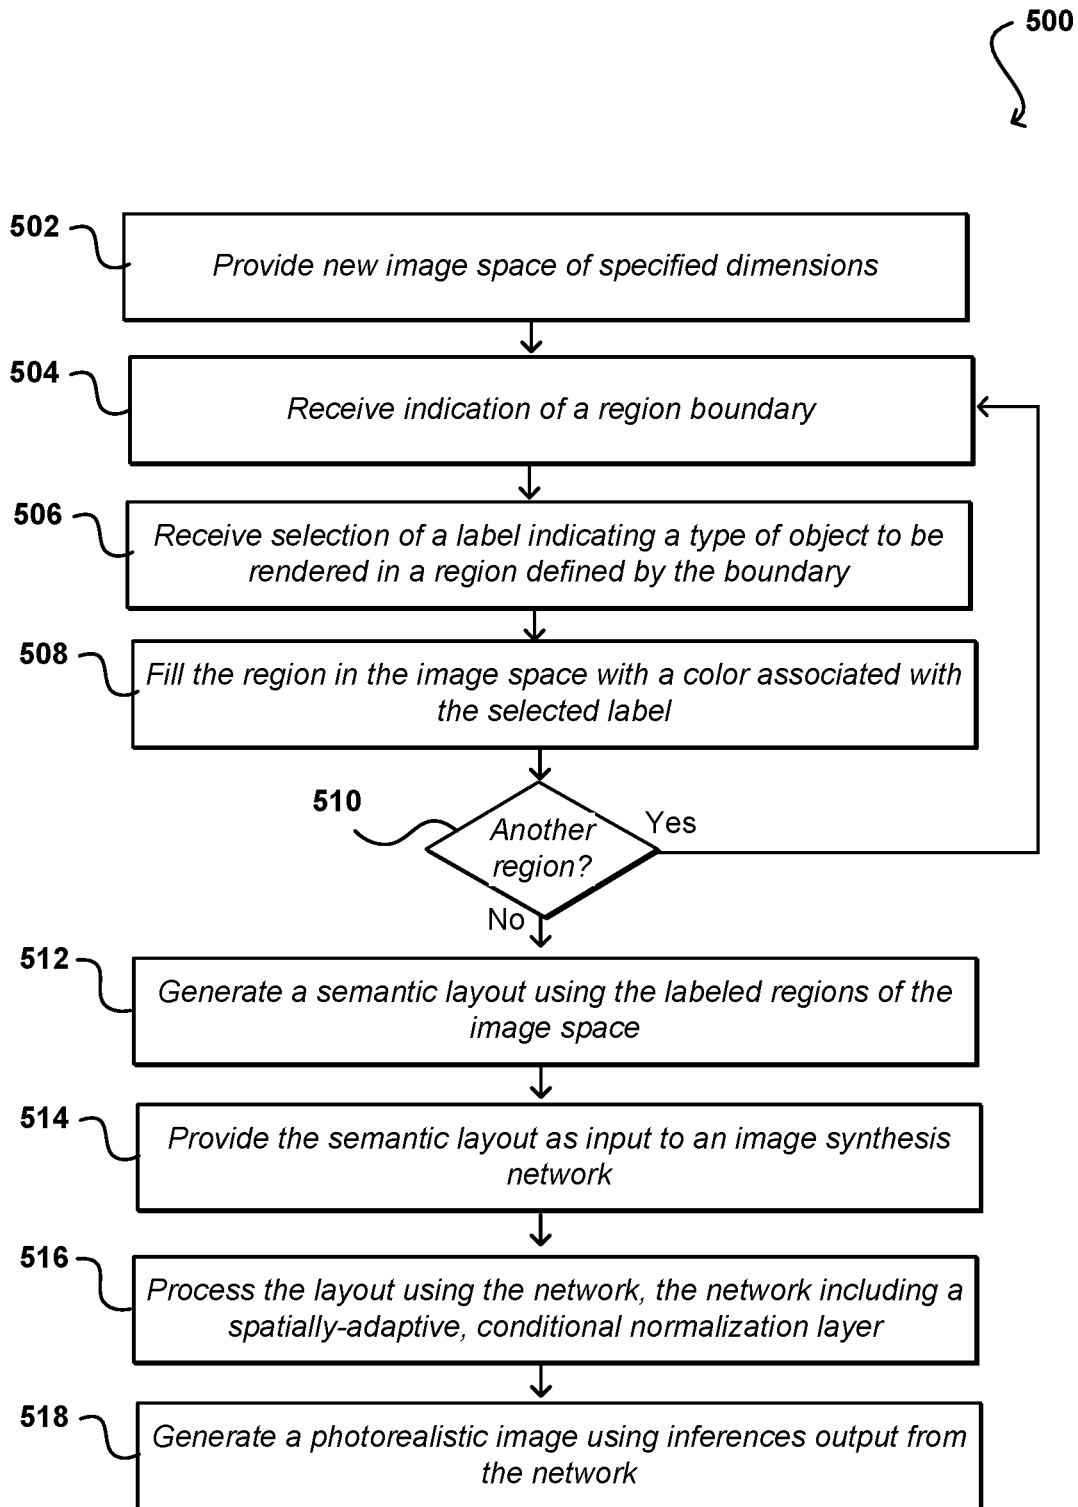 500
502
Provide new image space of specified dimensions
504
Receive indication of a region boundary
506
Receive selection of a label indicating a type of object to be
rendered in a region defined by the boundary
508
Fill the region in the image space with a color associated with
the selected label
510
Another
region?
Yes
No
512
Generate a semantic layout using the labeled regions of the
image space
514
Provide the semantic layout as input to an image synthesis
network
516
Process the layout using the network, the network including a
spatially-adaptive, conditional normalization layer
518
Generate a photorealistic image using inferences output from
the network